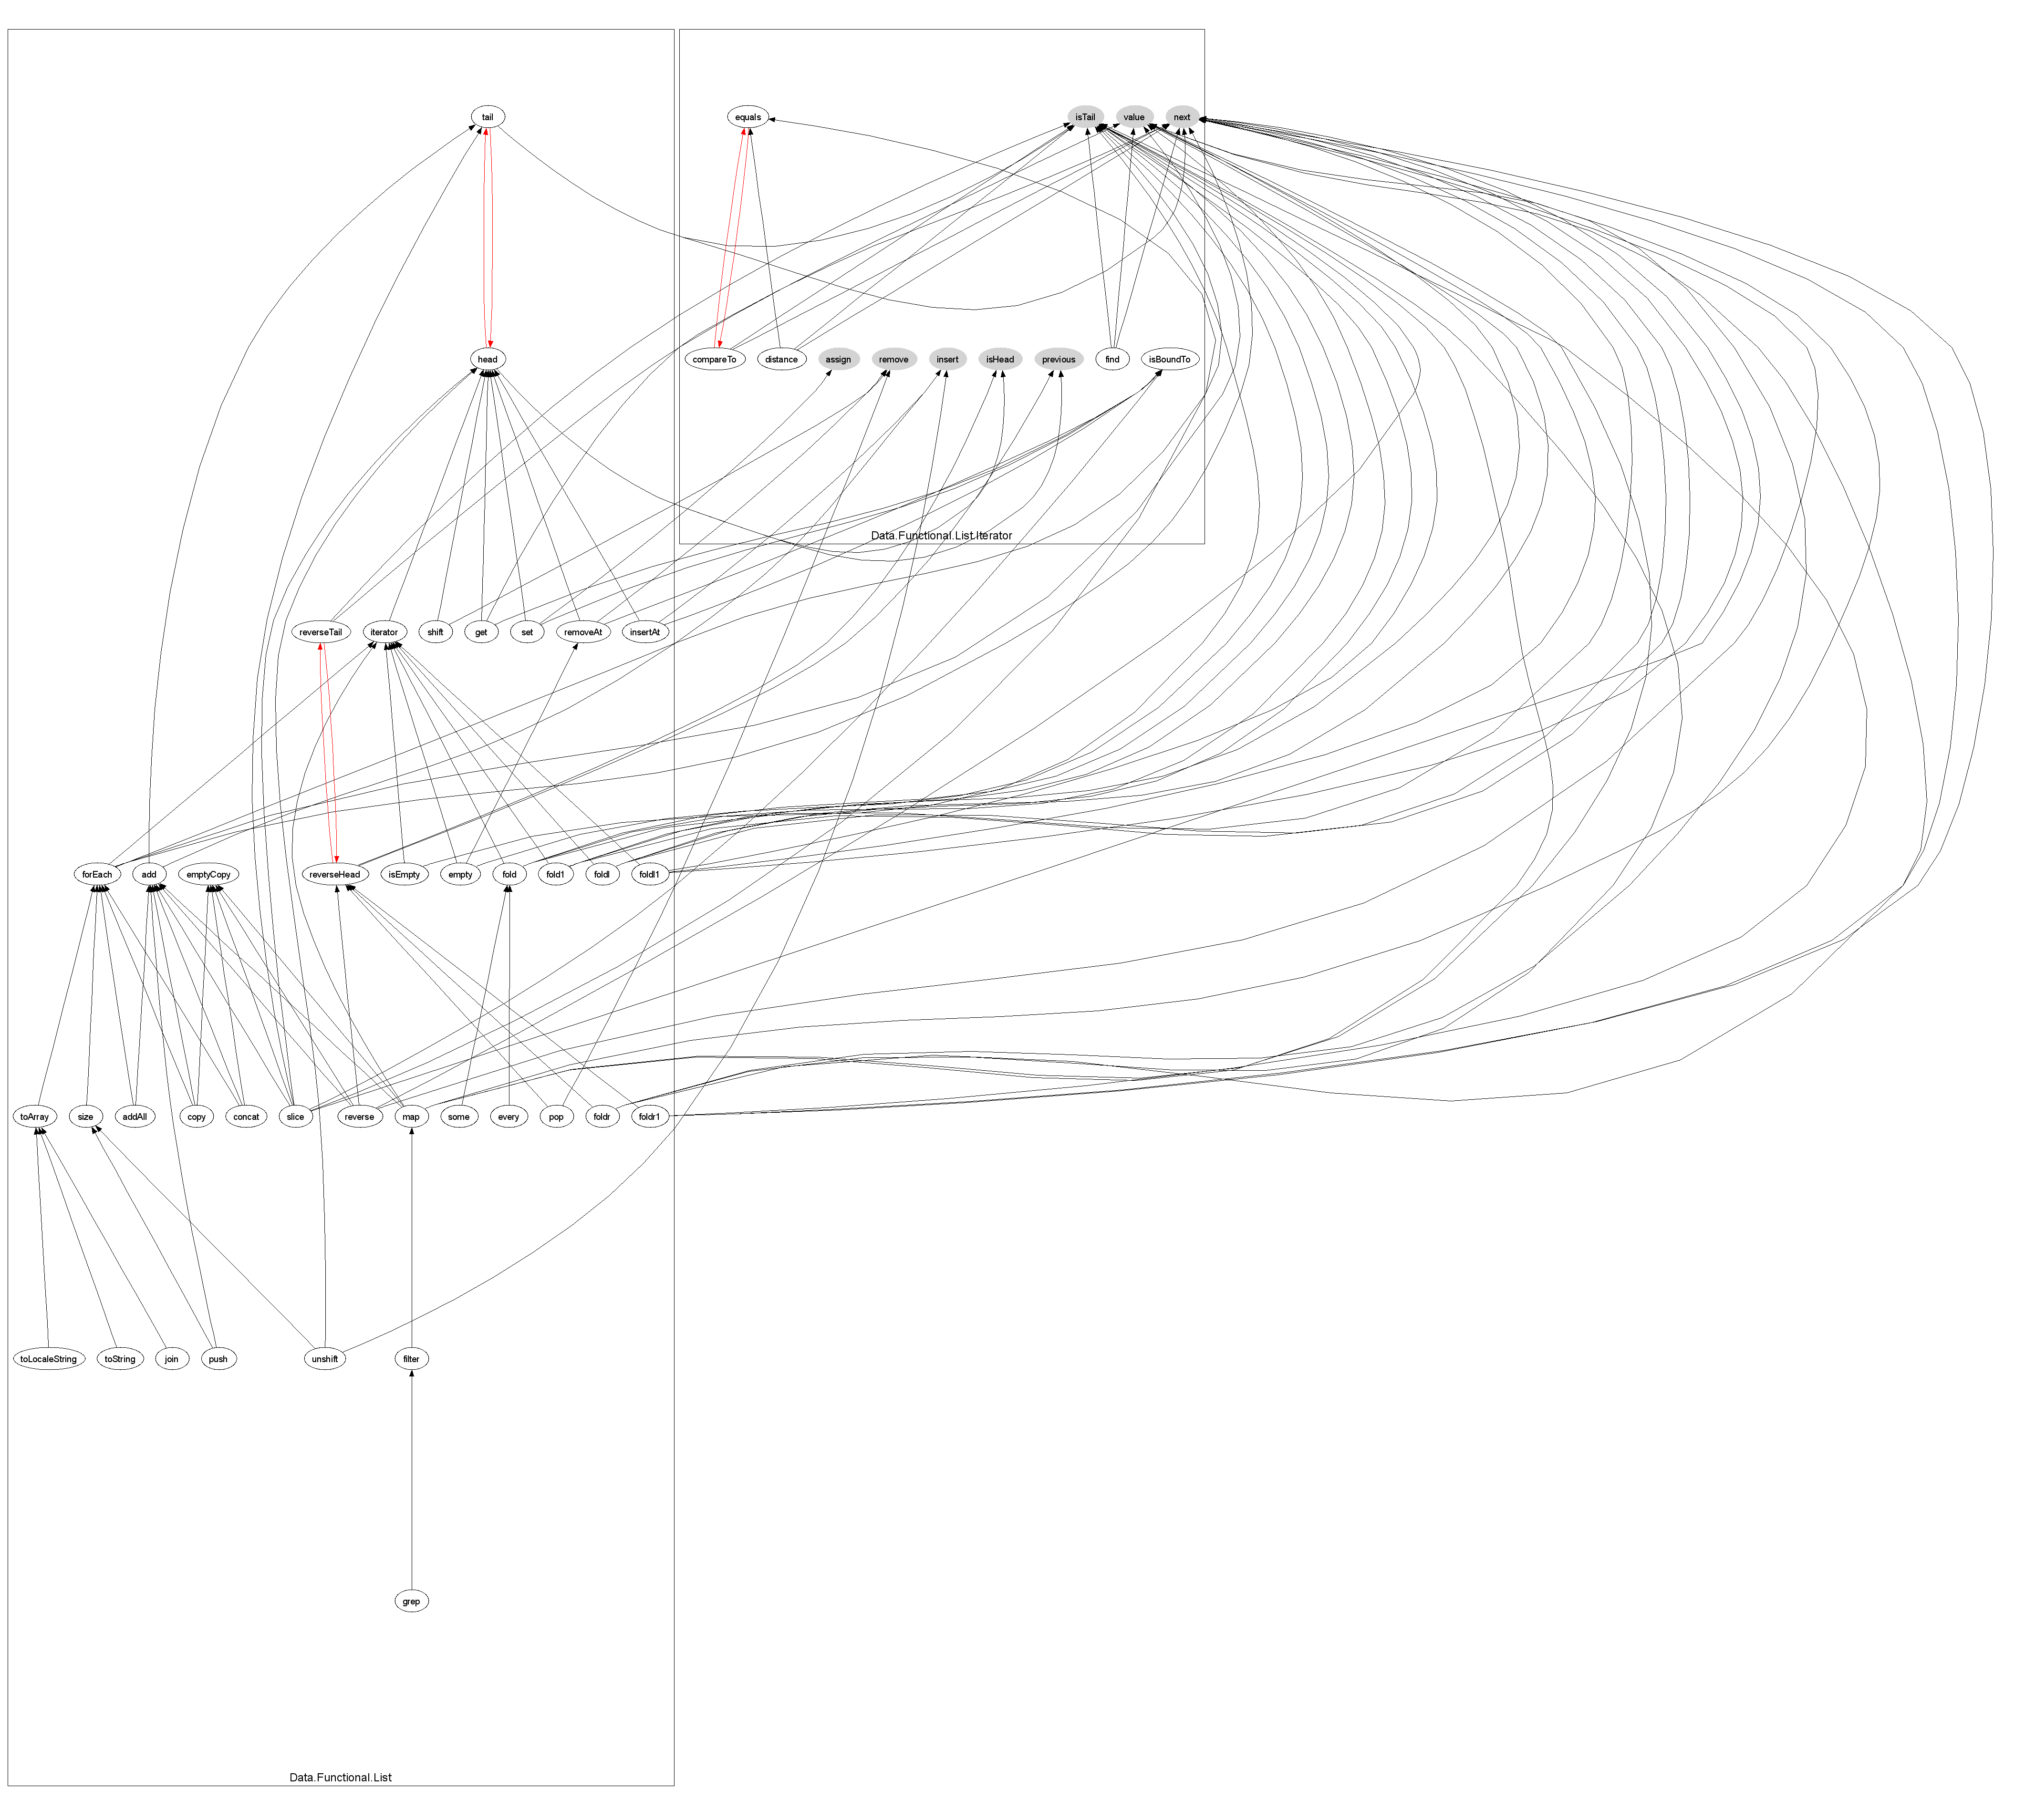 tail
equals
isTail
value
next
head
compareTo
distance
assign
remove
insert
isHead
previous
find
isBoundTo
Data.Functional.List.Iterator
reverseTail
iterator
shift
get
set
removeAt
insertAt
forEach
add
emptyCopy
reverseHead
isEmpty
empty
fold
fold1
foldl
foldl1
toArray
size
addAll
copy
concat
slice
reverse
map
some
every
pop
foldr
foldr1
toLocaleString
toString
join
push
unshift
filter
grep
Data.Functional.List